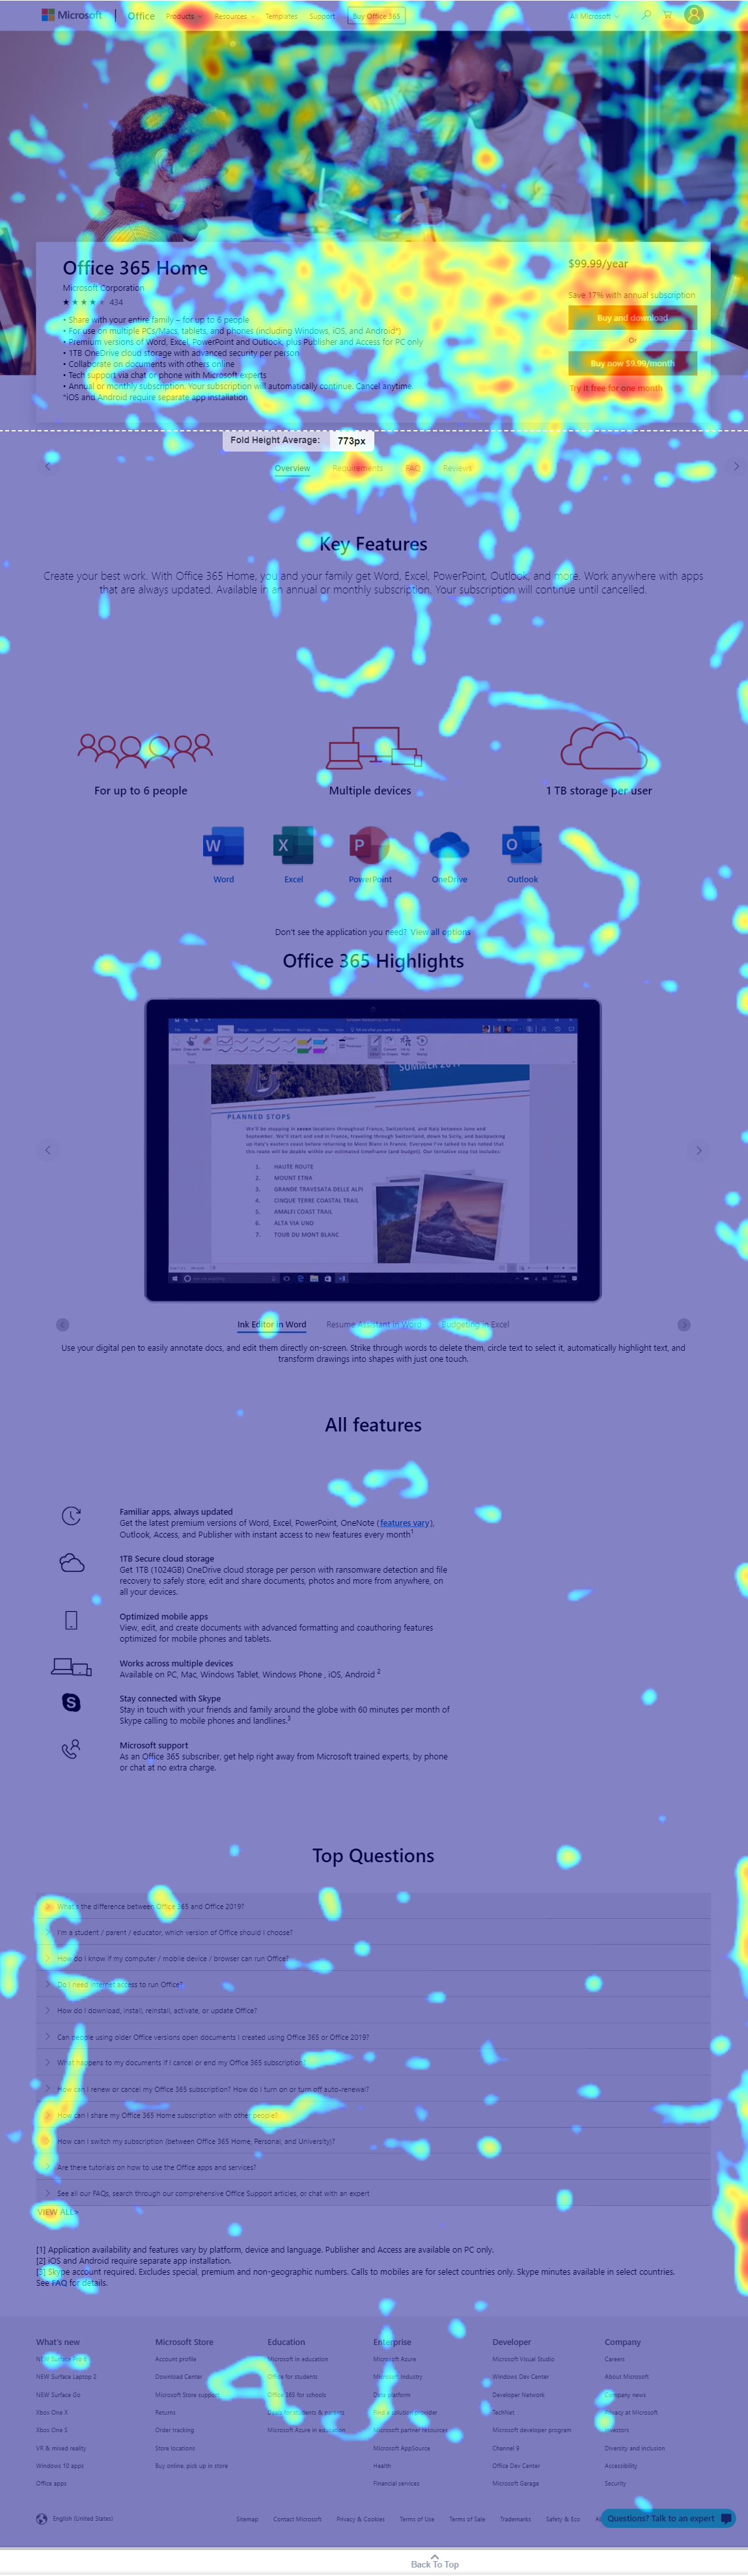 Microsoft Office Products Resources Templates Support Buy Office 365 All Microsoft
Office 365 Home
Microsoft Corporation
434
• Share with your entire family – for up to 6 people
• For use on multiple PCs/Macs, tablets, and phones (including Windows, iOS, and Android*)
• Premium versions of Word, Excel, PowerPoint and Outlook, plus Publisher and Access for PC only
• 1TB OneDrive cloud storage with advanced security per person
• Collaborate on documents with others online
• Tech support via chat or phone with Microsoft experts
• Annual or monthly subscription. Your subscription will automatically continue. Cancel anytime.
*iOS and Android require separate app installation
$99.99/year
Save 17% with annual subscription
Buy and download
Or
Buy now $9.99/month
Try it free for one month
Fold Height Average: 773px
Overview Requirements FAQ Reviews
Key Features
Create your best work. With Office 365 Home, you and your family get Word, Excel, PowerPoint, Outlook, and more. Work anywhere with apps
that are always updated. Available in an annual or monthly subscription. Your subscription will continue until cancelled.
For up to 6 people
Multiple devices
1 TB storage per user
Word Excel PowerPoint OneDrive Outlook
Don't see the application you need? View all options
Office 365 Highlights
SUMMER 2017
PLANNED STOPS
1. HAUTE ROUTE
2. MOUNT ETNA
3. GRANDE TRAVESATA DELLE ALPI
4. CINQUE TERRE COASTAL TRAIL
5. AMALFI COAST TRAIL
6. ALTA VIA UNO
7. TOUR DU MONT BLANC
Ink Editor in Word Resume Assistant in Word Budgeting in Excel
Use your digital pen to easily annotate docs, and edit them directly on-screen. Strike through words to delete them, circle text to select it, automatically highlight text, and
transform drawings into shapes with just one touch.
All features
Familiar apps, always updated
Get the latest premium versions of Word, Excel, PowerPoint, OneNote (features vary),
Outlook, Access, and Publisher with instant access to new features every month1
1TB Secure cloud storage
Get 1TB (1024GB) OneDrive cloud storage per person with ransomware detection and file
recovery to safely store, edit and share documents, photos and more from anywhere, on
all your devices.
Optimized mobile apps
View, edit, and create documents with advanced formatting and coauthoring features
optimized for mobile phones and tablets.
Works across multiple devices
Available on PC, Mac, Windows Tablet, Windows Phone , iOS, Android 2
Stay connected with Skype
Stay in touch with your friends and family around the globe with 60 minutes per month of
Skype calling to mobile phones and landlines.3
Microsoft support
As an Office 365 subscriber, get help right away from Microsoft trained experts, by phone
or chat at no extra charge.
Top Questions
What's the difference between Office 365 and Office 2019?
I'm a student / parent / educator, which version of Office should I choose?
How do I know if my computer / mobile device / browser can run Office?
Do I need internet access to run Office?
How do I download, install, reinstall, activate, or update Office?
Can people using older Office versions open documents I created using Office 365 or Office 2019?
What happens to my documents if I cancel or end my Office 365 subscription?
How can I renew or cancel my Office 365 subscription? How do I turn on or turn off auto-renewal?
How can I share my Office 365 Home subscription with other people?
How can I switch my subscription (between Office 365 Home, Personal, and University)?
Are there tutorials on how to use the Office apps and services?
See all our FAQs, search through our comprehensive Office Support articles, or chat with an expert
VIEW ALL>
[1] Application availability and features vary by platform, device and language. Publisher and Access are available on PC only.
[2] iOS and Android require separate app installation.
[3] Skype account required. Excludes special, premium and non-geographic numbers. Calls to mobiles are for select countries only. Skype minutes available in select countries.
See FAQ for details.
What's new Microsoft Store Education Enterprise Developer Company
Account profile Microsoft in education Microsoft Azure Microsoft Visual Studio Careers
NEW Surface Laptop 2 Download Center Office for students Microsoft Industry Windows Dev Center About Microsoft
NEW Surface Go Microsoft Store support Office 365 for schools Data platform Developer Network Company news
Xbox One X Returns Deals for students & parents Find a solution provider TechNet Privacy at Microsoft
Xbox One S Order tracking Microsoft Azure in education Microsoft partner resources Microsoft developer program Investors
VR & mixed reality Store locations Microsoft AppSource Channel 9 Diversity and inclusion
Windows 10 apps Buy online, pick up in store Health Office Dev Center Accessibility
Office apps Financial services Microsoft Garage Security
English (United States) Sitemap Contact Microsoft Privacy & Cookies Terms of Use Terms of Sale Trademarks Safety & Eco
Questions? Talk to an expert
Back To Top